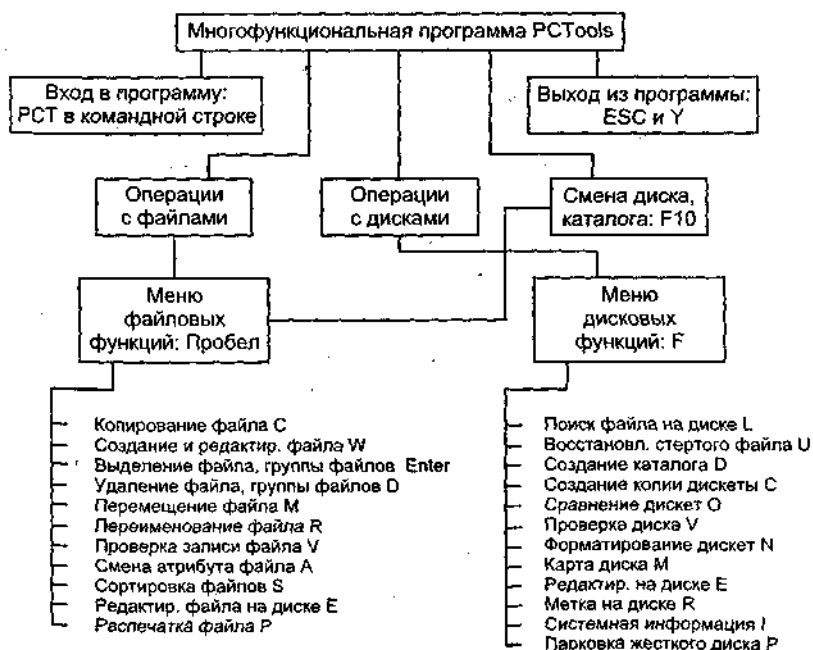 Многофункциональная программа PCTools
Вход в программу:
PCT в командной строке
Выход из программы:
ESC и Y
Операции
с файлами
Операции
с дисками
Смена диска,
каталога: F10
Меню
файловых
функций: Пробел
Меню
дисковых
функций: F
Копирование файла C
Создание и редактир. файла W
Выделение файла, группы файлов Enter
Удаление файла, группы файлов D
Перемещение файла M
Переименование файла R
Проверка записи файла V
Смена атрибута файла A
Сортировка файлов S
Редактир. файла на диске E
Распечатка файла P
Поиск файла на диске L
Восстановл. стертого файла U
Создание каталога D
Создание копии дискеты C
Сравнение дискет O
Проверка диска V
Форматирование дискет N
Карта диска M
Редактир. на диске E
Метка на диске R
Системная информация I
Парковка жесткого диска P